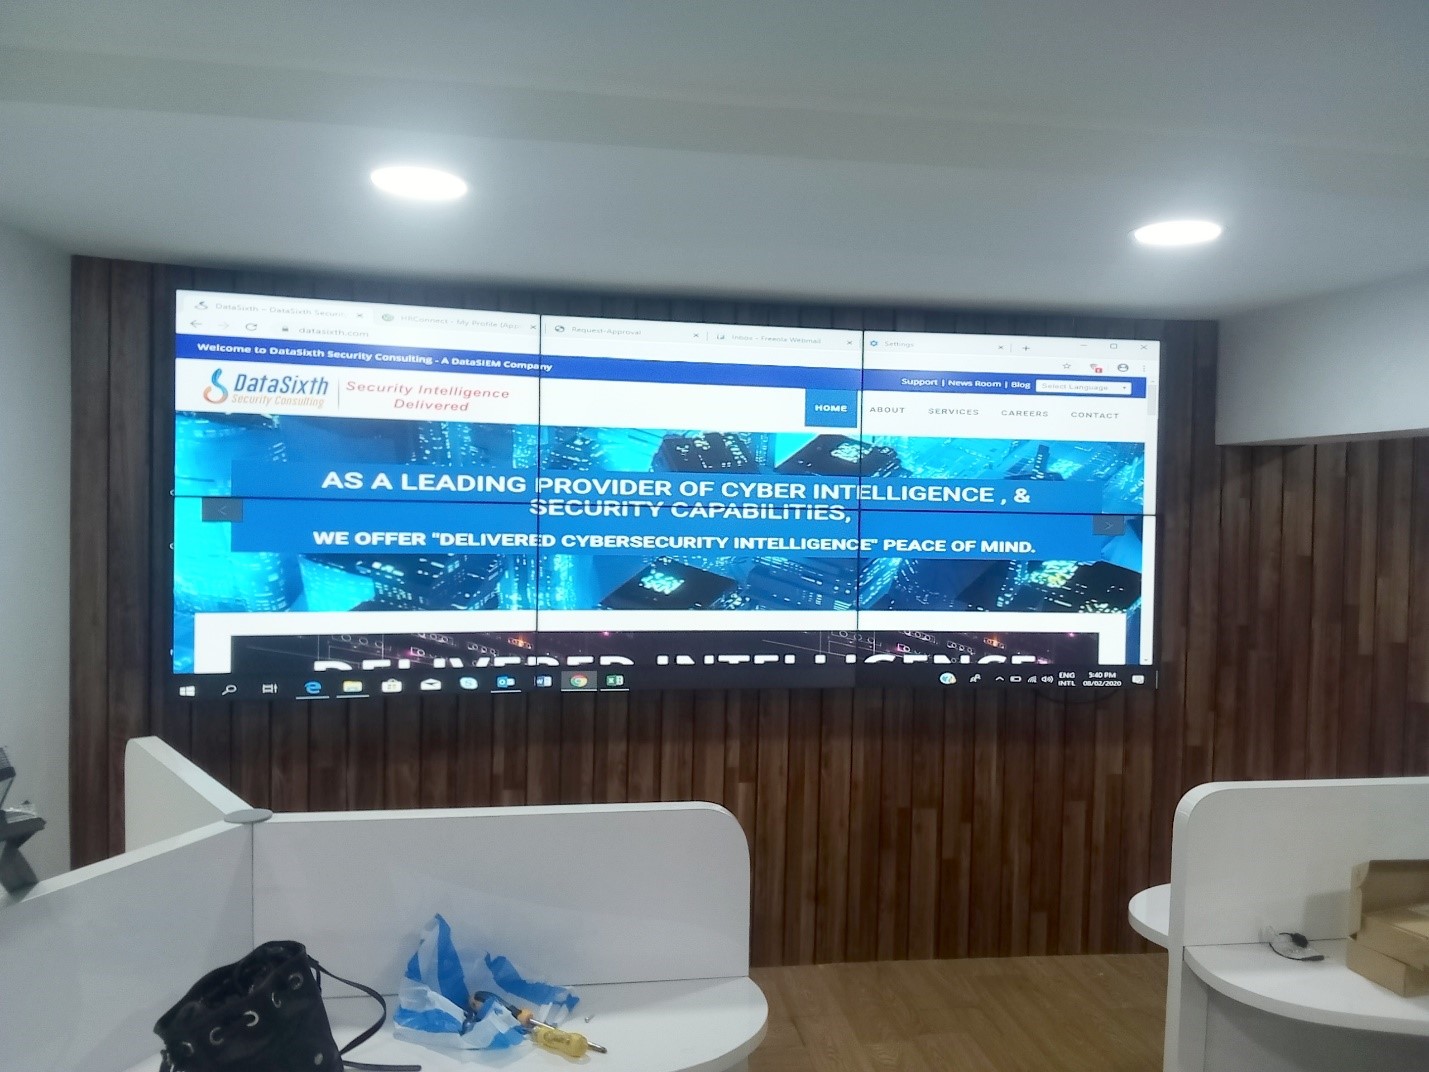 DataSixth – DataSixth Securi...
HRConnect - My Profile (App
Request-Approval
Inbox – Freeola Webmail
Settings
datasixth.com
Welcome to DataSixth Security Consulting - A DataSIEM Company
Support | News Room | Blog
Select Language
DataSixth
Security Consulting
Security Intelligence
Delivered
HOME
ABOUT
SERVICES
CAREERS
CONTACT
AS A LEADING PROVIDER OF CYBER INTELLIGENCE , &
SECURITY CAPABILITIES,
WE OFFER "DELIVERED CYBERSECURITY INTELLIGENCE" PEACE OF MIND.
DELIVERED INTELLIGENCE
ENG
INTL
5:40 PM
08/02/2020